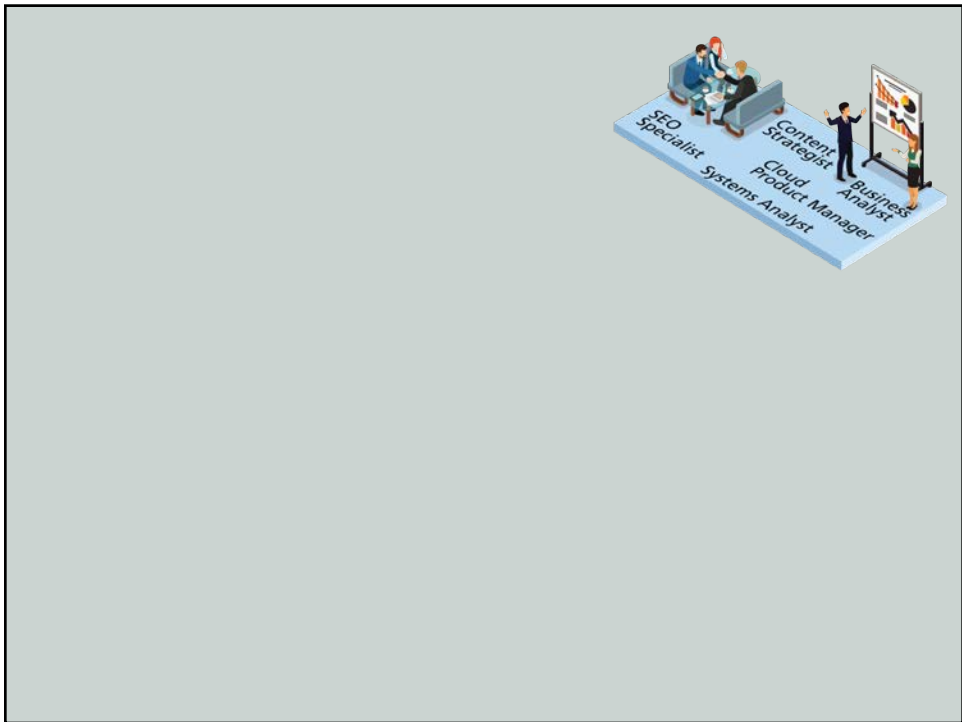 SEO
Specialist
Content
Strategist
Cloud
Product Manager
Systems Analyst
Business
Analyst